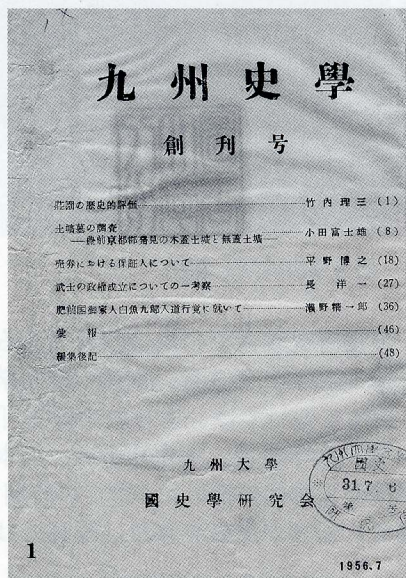 九州史學
創刊号
荘園の歴史的評価 竹内理三 (1)
土壙墓の調査
—豊前京都郡発見の木蓋土壙と無蓋土壙— 小田富士雄 (8)
売券における保証人について 平野博之 (18)
武士の政権成立についての一考察 長洋一 (27)
肥前国御家人白魚九郎入道行覚に就いて 瀬野精一郎 (36)
彙報 (46)
編集後記 (48)
九州大學
國史學研究会
國史
31.7.
1
1956.7